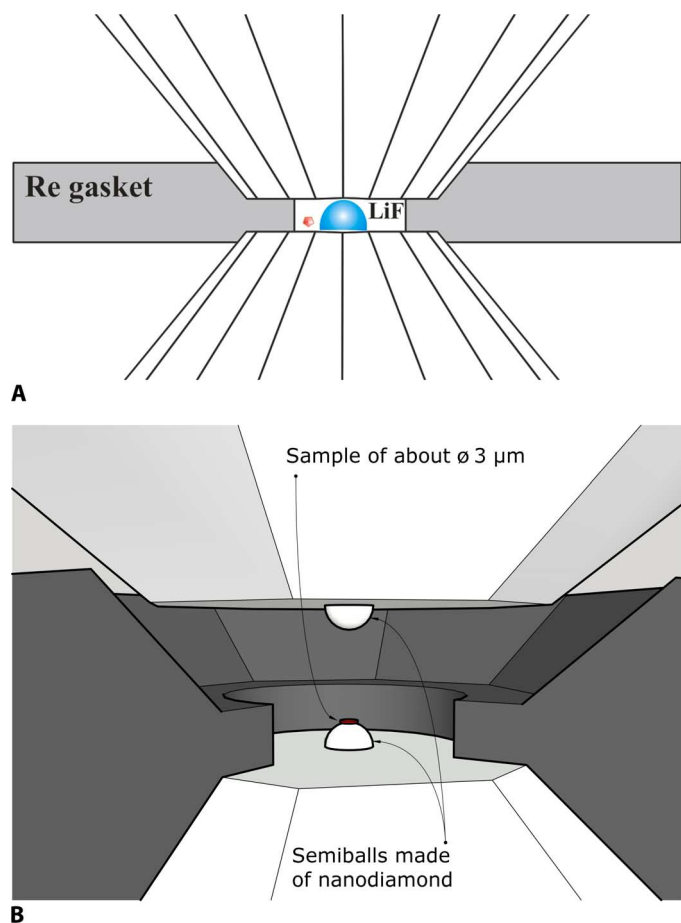 Re gasket
LiF
A
Sample of about ø 3 µm
Semiballs made
of nanodiamond
B